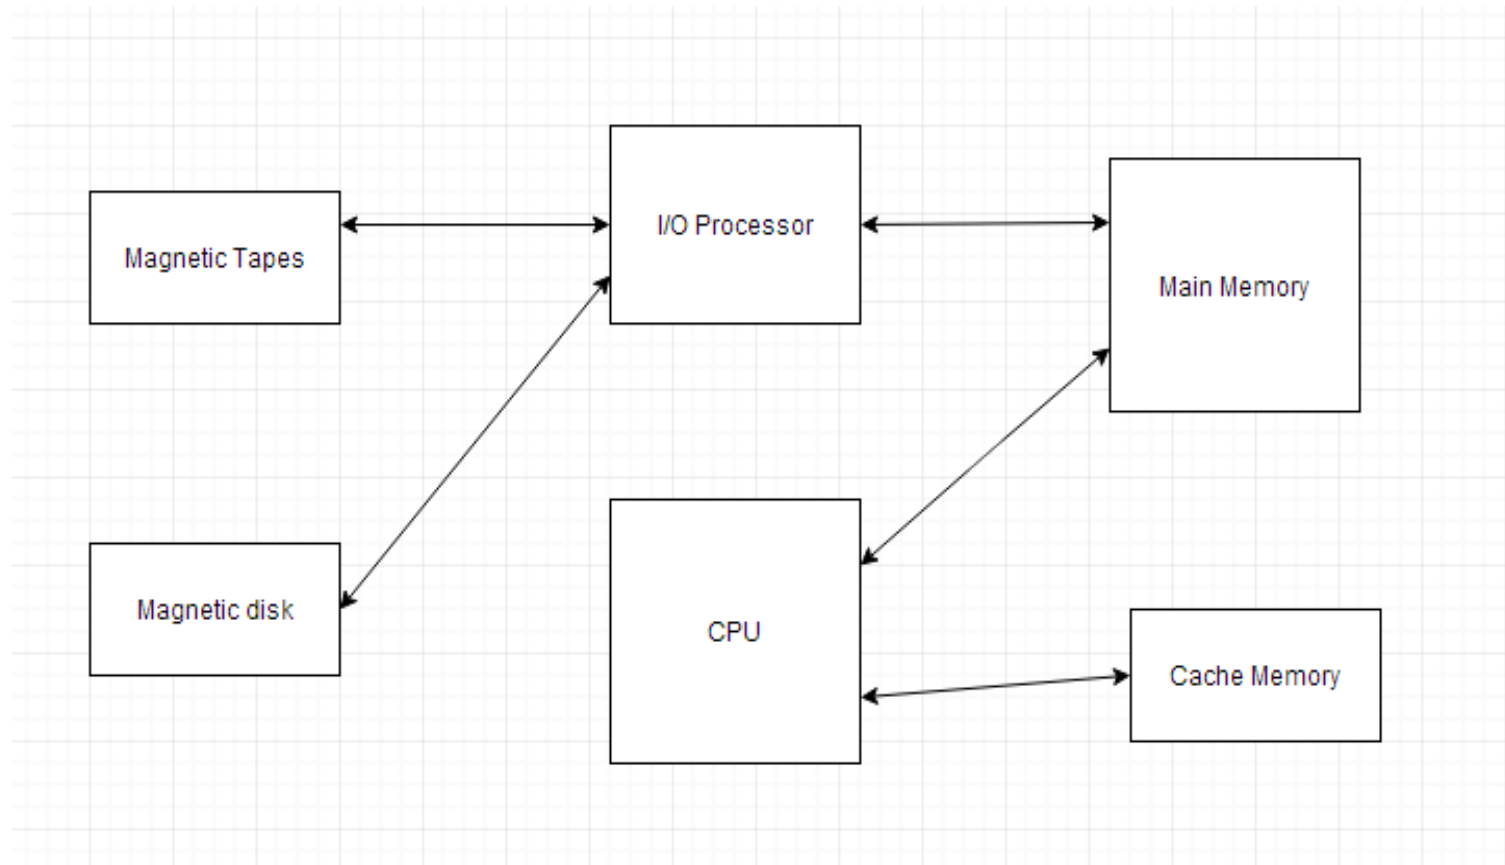 Magnetic Tapes
I/O Processor
Main Memory
Magnetic disk
CPU
Cache Memory